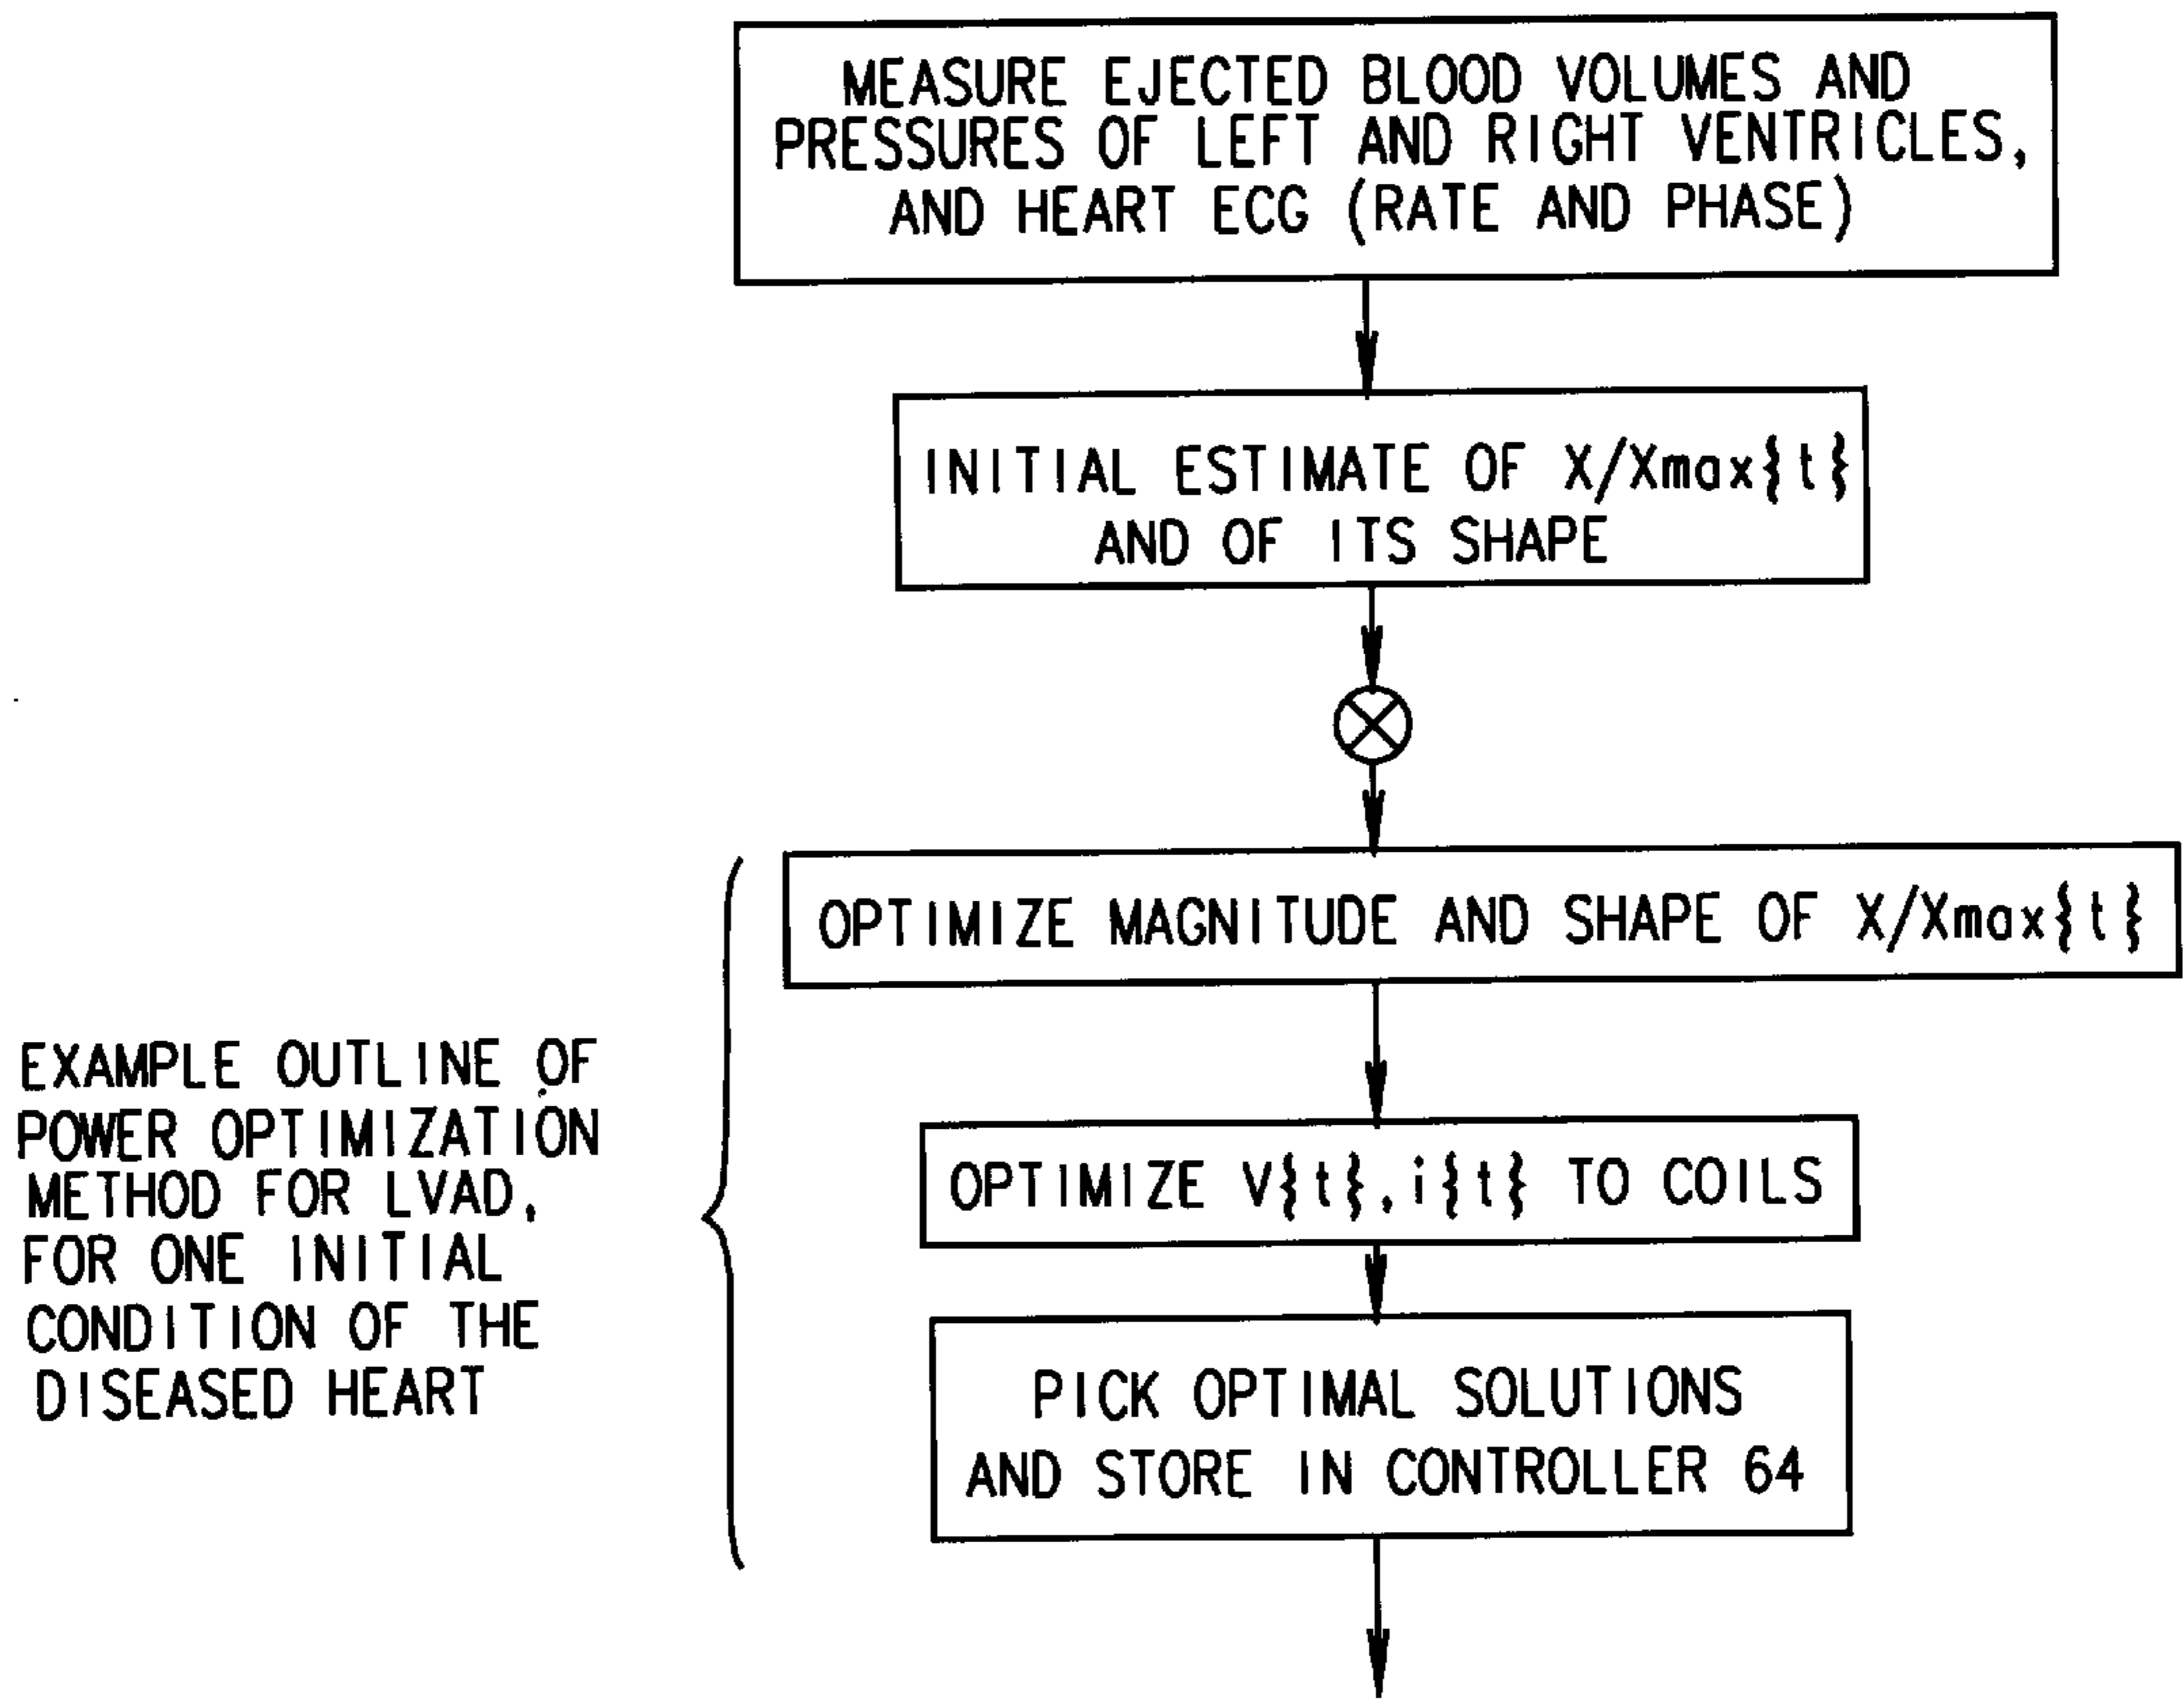 MEASURE EJECTED BLOOD VOLUMES AND
PRESSURES OF LEFT AND RIGHT VENTRICLES,
AND HEART ECG (RATE AND PHASE)
INITIAL ESTIMATE OF X/Xmax{t}
AND OF ITS SHAPE
OPTIMIZE MAGNITUDE AND SHAPE OF X/Xmax{t}
OPTIMIZE V{t},i{t} TO COILS
PICK OPTIMAL SOLUTIONS
AND STORE IN CONTROLLER 64
EXAMPLE OUTLINE OF
POWER OPTIMIZATION
METHOD FOR LVAD,
FOR ONE INITIAL
CONDITION OF THE
DISEASED HEART